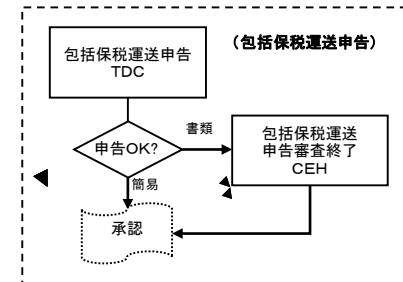 （包括保税運送申告）
包括保税運送申告
TDC
申告OK?
書類
包括保税運送
申告審査終了
CEH
簡易
承認